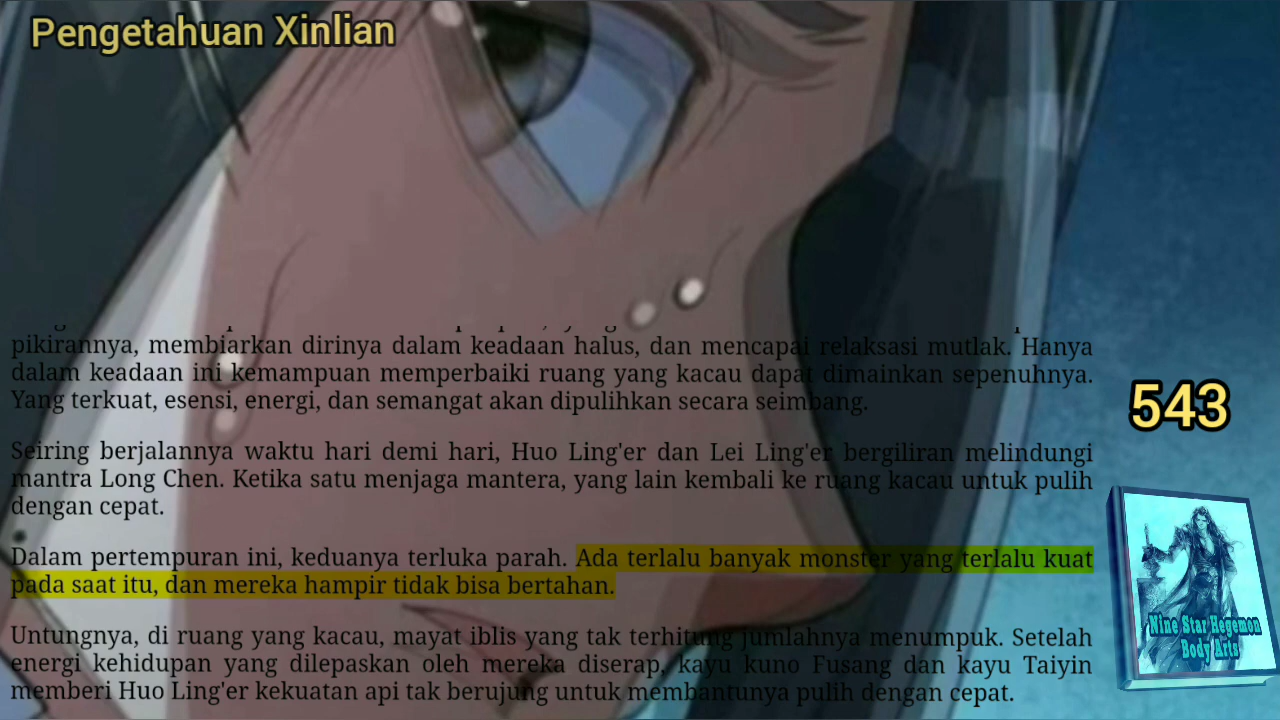 Pengetahuan Xinlian
pikirannya, membiarkan dirinya dalam keadaan halus, dan mencapai relaksasi mutlak. Hanya
dalam keadaan ini kemampuan memperbaiki ruang yang kacau dapat dimainkan sepenuhnya.
Yang terkuat, esensi, energi, dan semangat akan dipulihkan secara seimbang.
Seiring berjalannya waktu hari demi hari, Huo Ling'er dan Lei Ling'er bergiliran melindungi
mantra Long Chen. Ketika satu menjaga mantera, yang lain kembali ke ruang kacau untuk pulih
dengan cepat.
Dalam pertempuran ini, keduanya terluka parah. Ada terlalu banyak monster yang terlalu kuat
pada saat itu, dan mereka hampir tidak bisa bertahan.
Untungnya, di ruang yang kacau, mayat iblis yang tak terhitung jumlahnya menumpuk. Setelah
energi kehidupan yang dilepaskan oleh mereka diserap, kayu kuno Fusang dan kayu Taiyin
memberi Huo Ling'er kekuatan api tak berujung untuk membantunya pulih dengan cepat.
543
Nine Star Hegemon
Body Arts